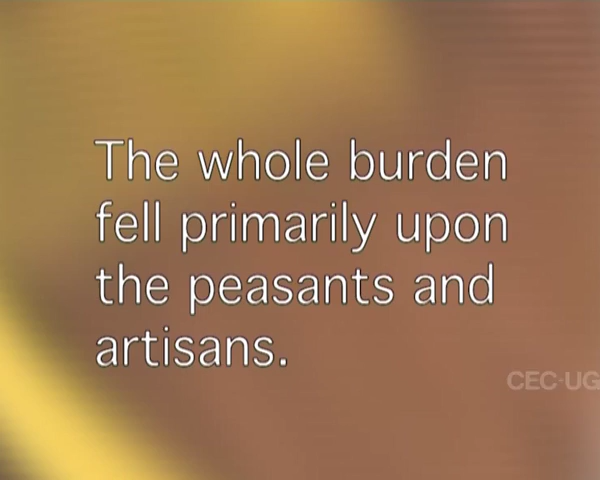 The whole burden
fell primarily upon
the peasants and
artisans.
CEC-UG